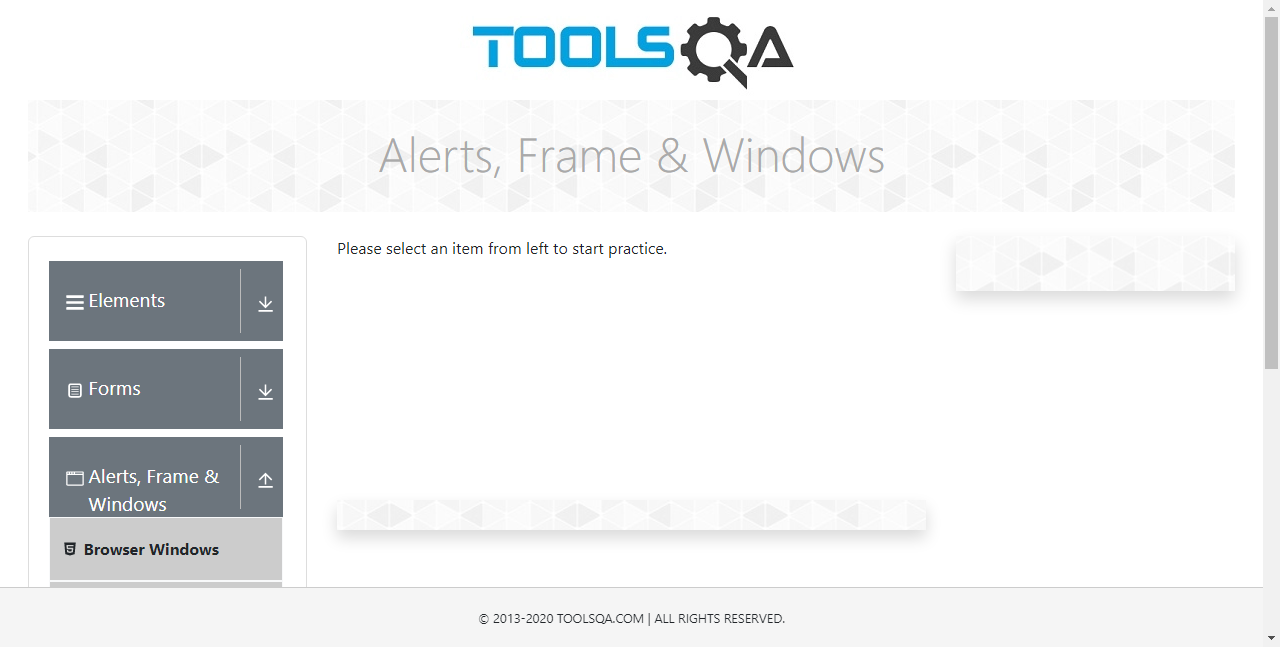 TOOLSQA
Alerts, Frame & Windows
Please select an item from left to start practice.
Elements
Forms
Alerts, Frame &
Windows
Browser Windows
© 2013-2020 TOOLSQA.COM | ALL RIGHTS RESERVED.